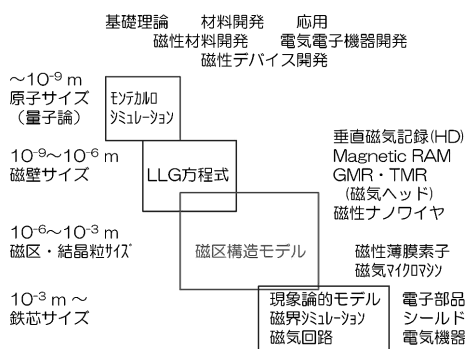 基礎理論　材料開発　応用
磁性材料開発　電気電子機器開発
磁性デバイス開発
～10⁻⁹ m
原子サイズ
（量子論）
ﾓﾝﾃｶﾙﾛ
ｼﾐｭﾚｰｼｮﾝ
10⁻⁹～10⁻⁶ m
磁壁サイズ
LLG方程式
垂直磁気記録(HD)
Magnetic RAM
GMR・TMR
(磁気ヘッド)
磁性ナノワイヤ
10⁻⁶～10⁻³ m
磁区・結晶粒ｻｲｽﾞ
磁区構造モデル
磁性薄膜素子
磁気ﾏｲｸﾛﾏｼﾝ
10⁻³ m ～
鉄芯サイズ
現象論的モデル
磁界ｼﾐｭﾚｰｼｮﾝ
磁気回路
電子部品
シールド
電気機器